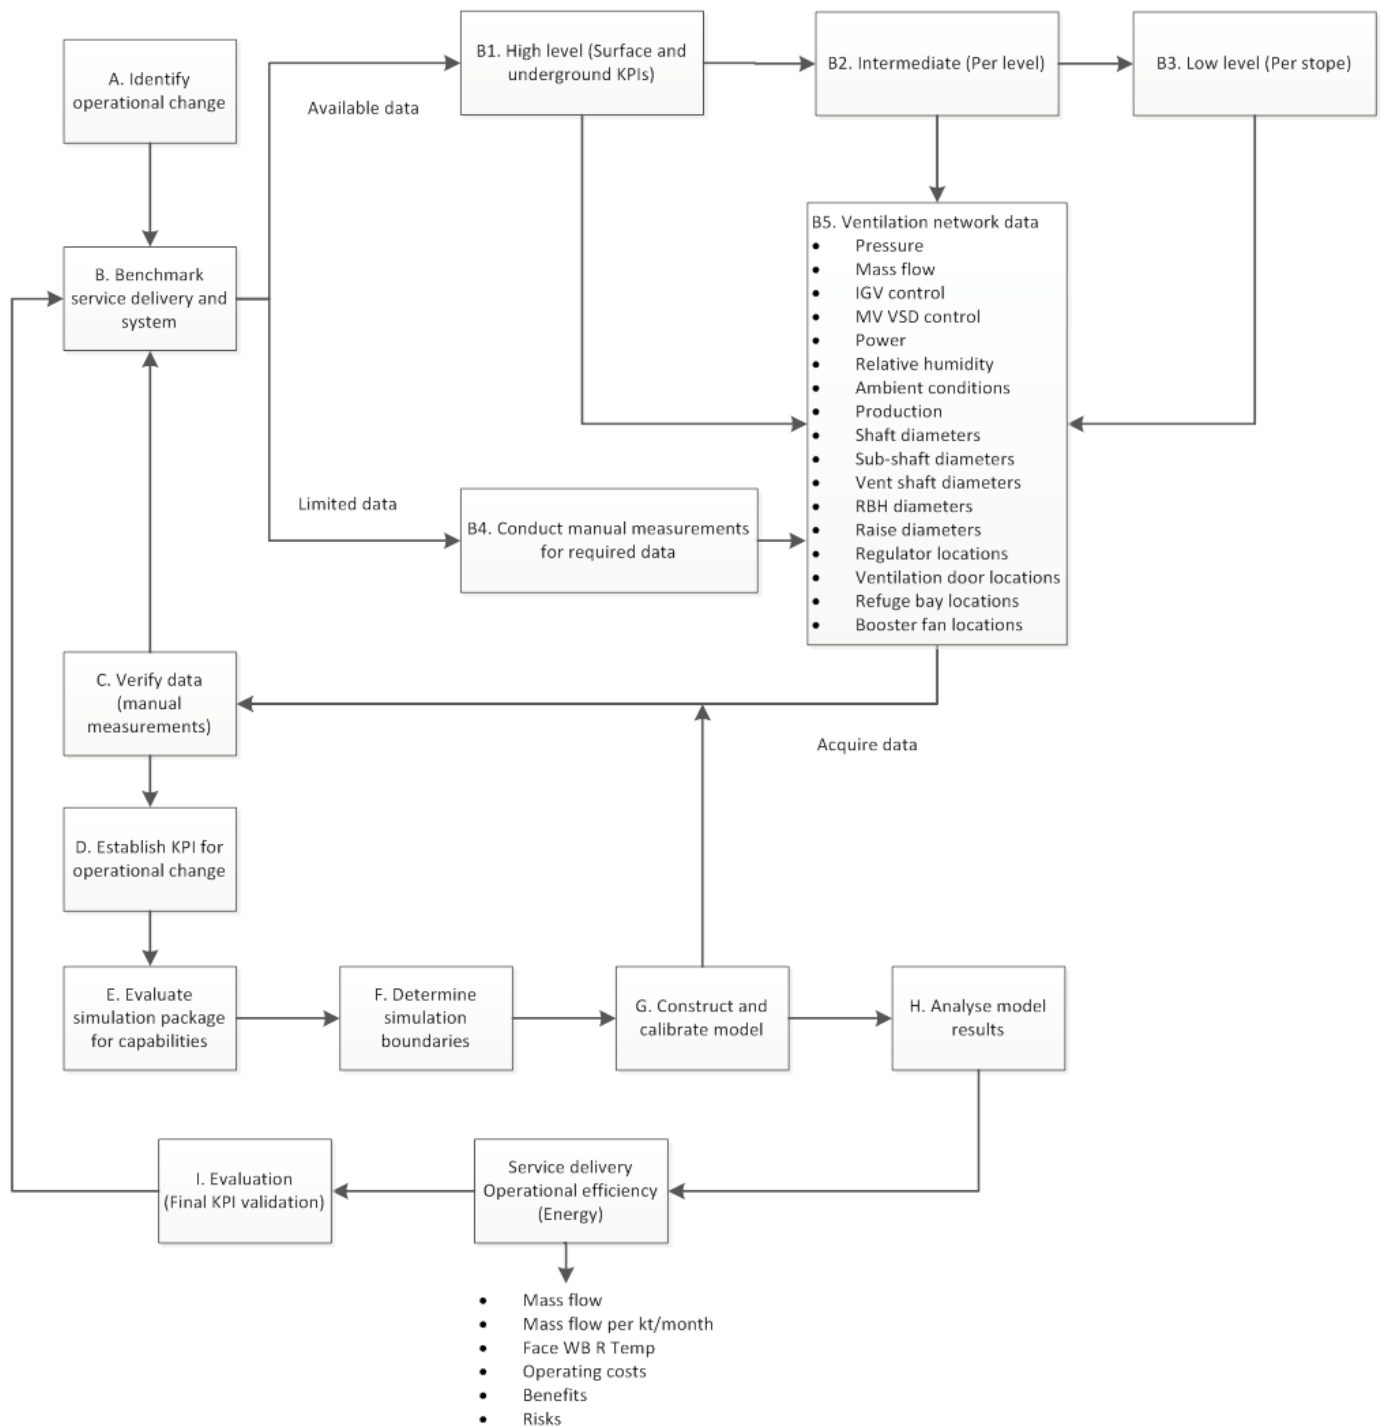 A. Identify
operational change
B. Benchmark
service delivery and
system
Available data
B1. High level (Surface and
underground KPIs)
B2. Intermediate (Per level)
B3. Low level (Per stope)
Limited data
B4. Conduct manual measurements
for required data
B5. Ventilation network data
• Pressure
• Mass flow
• IGV control
• MV VSD control
• Power
• Relative humidity
• Ambient conditions
• Production
• Shaft diameters
• Sub-shaft diameters
• Vent shaft diameters
• RBH diameters
• Raise diameters
• Regulator locations
• Ventilation door locations
• Refuge bay locations
• Booster fan locations
C. Verify data
(manual
measurements)
Acquire data
D. Establish KPI for
operational change
E. Evaluate
simulation package
for capabilities
F. Determine
simulation
boundaries
G. Construct and
calibrate model
H. Analyse model
results
I. Evaluation
(Final KPI validation)
Service delivery
Operational efficiency
(Energy)
• Mass flow
• Mass flow per kt/month
• Face WB R Temp
• Operating costs
• Benefits
• Risks